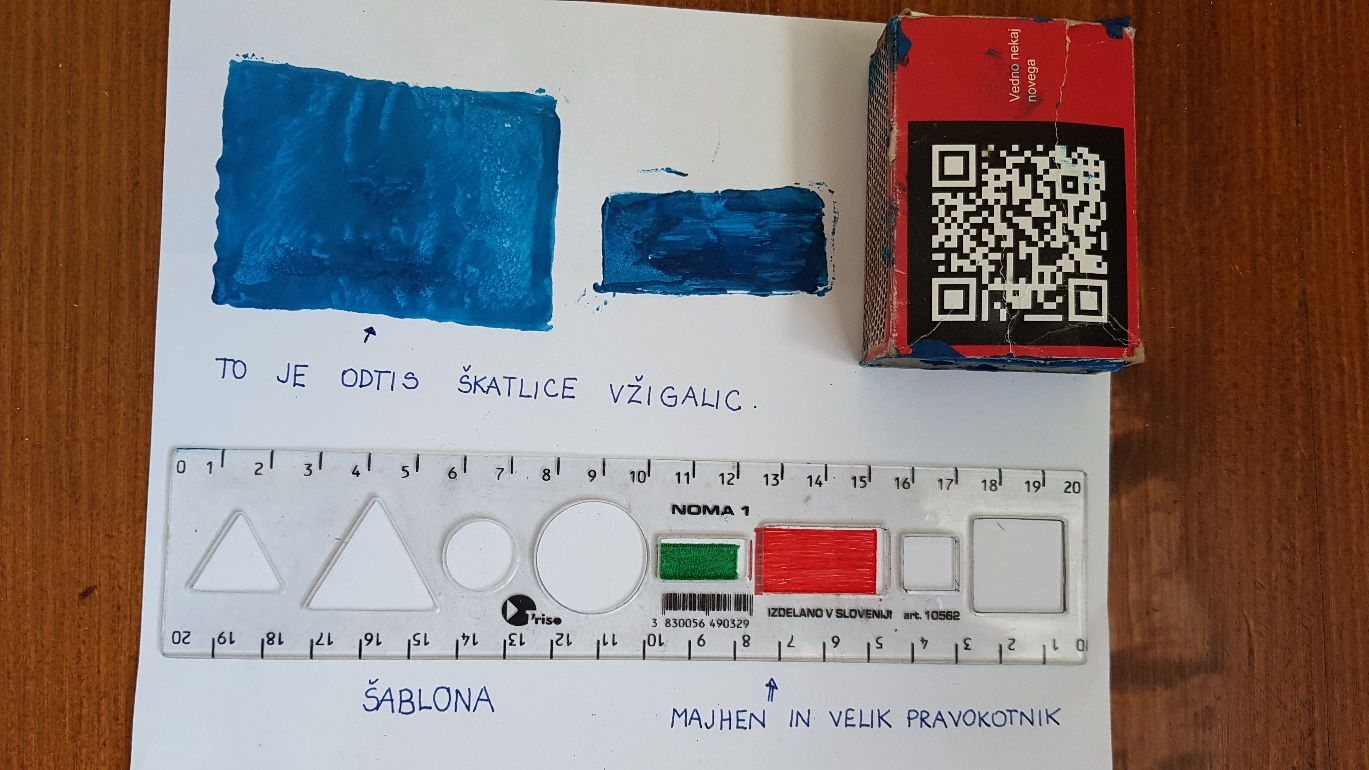 Vedno nekaj
novega
TO JE ODTIS ŠKATLICE VŽIGALIC.
0 1 2 3 4 5 6 7 8 9 10 11 12 13 14 15 16 17 18 19 20
NOMA 1
Priso
3 830056 490329
IZDELANO V SLOVENIJI art. 10562
20 19 18 17 16 15 14 13 12 11 10 9 8 7 6 5 4 3 2 1 0
ŠABLONA
MAJHEN IN VELIK PRAVOKOTNIK